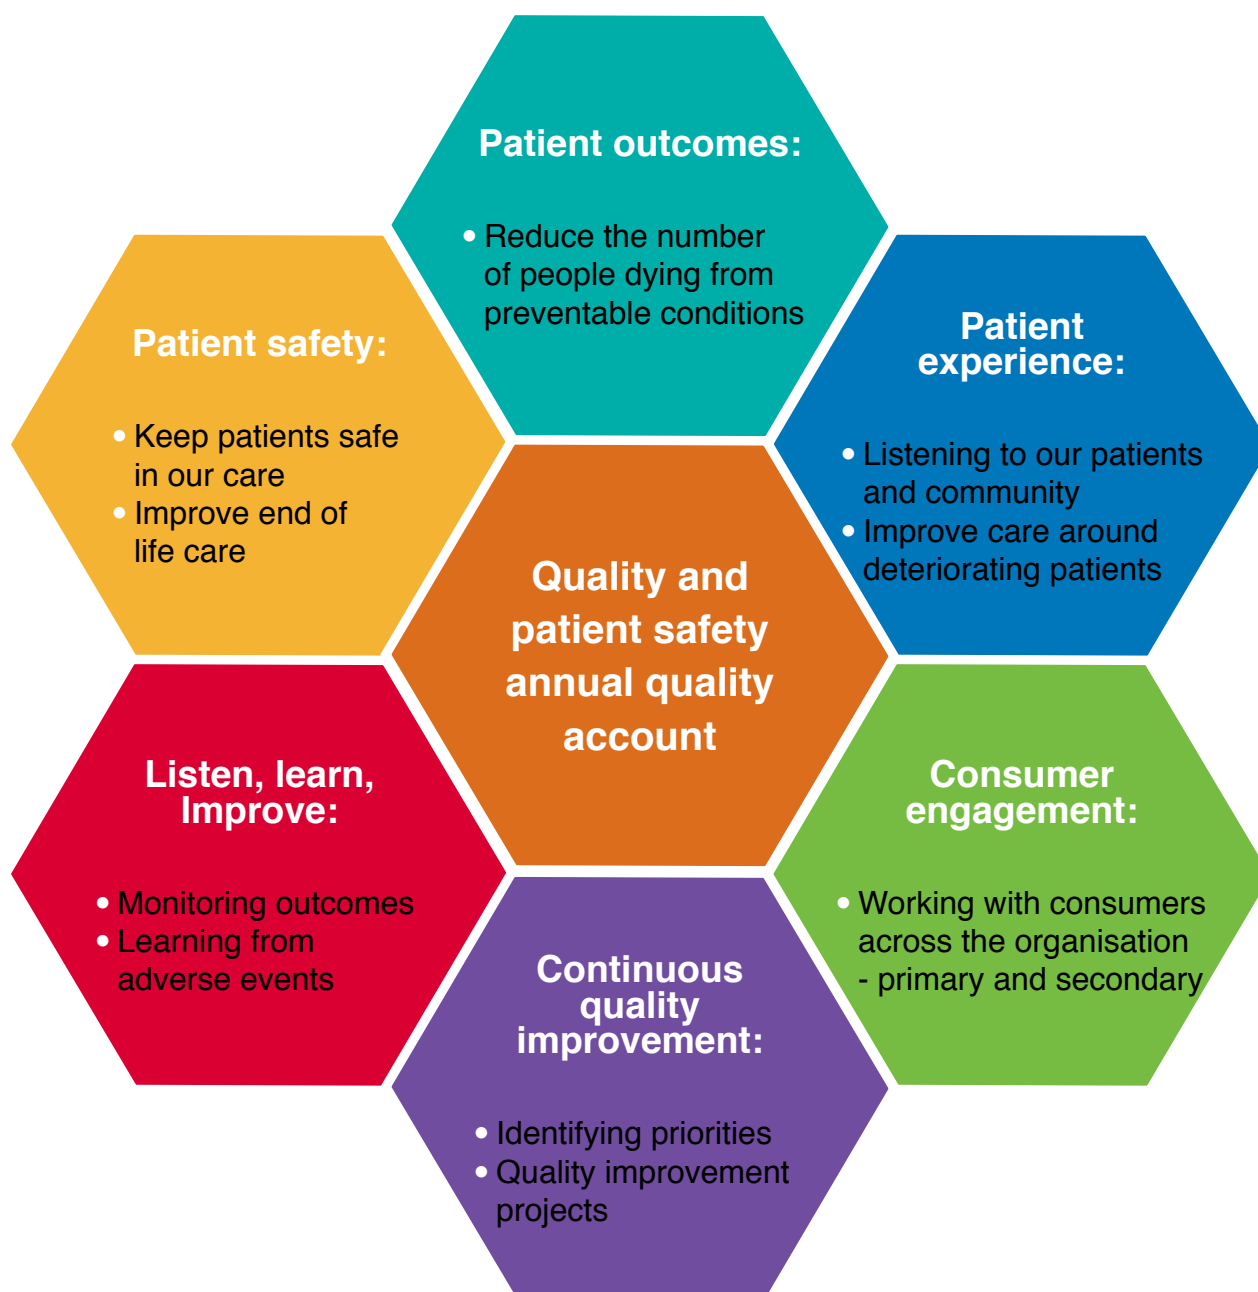 Patient outcomes:
• Reduce the number
of people dying from
preventable conditions
Patient safety:
• Keep patients safe
in our care
• Improve end of
life care
Patient
experience:
• Listening to our patients
and community
• Improve care around
deteriorating patients
Quality and
patient safety
annual quality
account
Listen, learn,
Improve:
• Monitoring outcomes
• Learning from
adverse events
Consumer
engagement:
• Working with consumers
across the organisation
- primary and secondary
Continuous
quality
improvement:
• Identifying priorities
• Quality improvement
projects